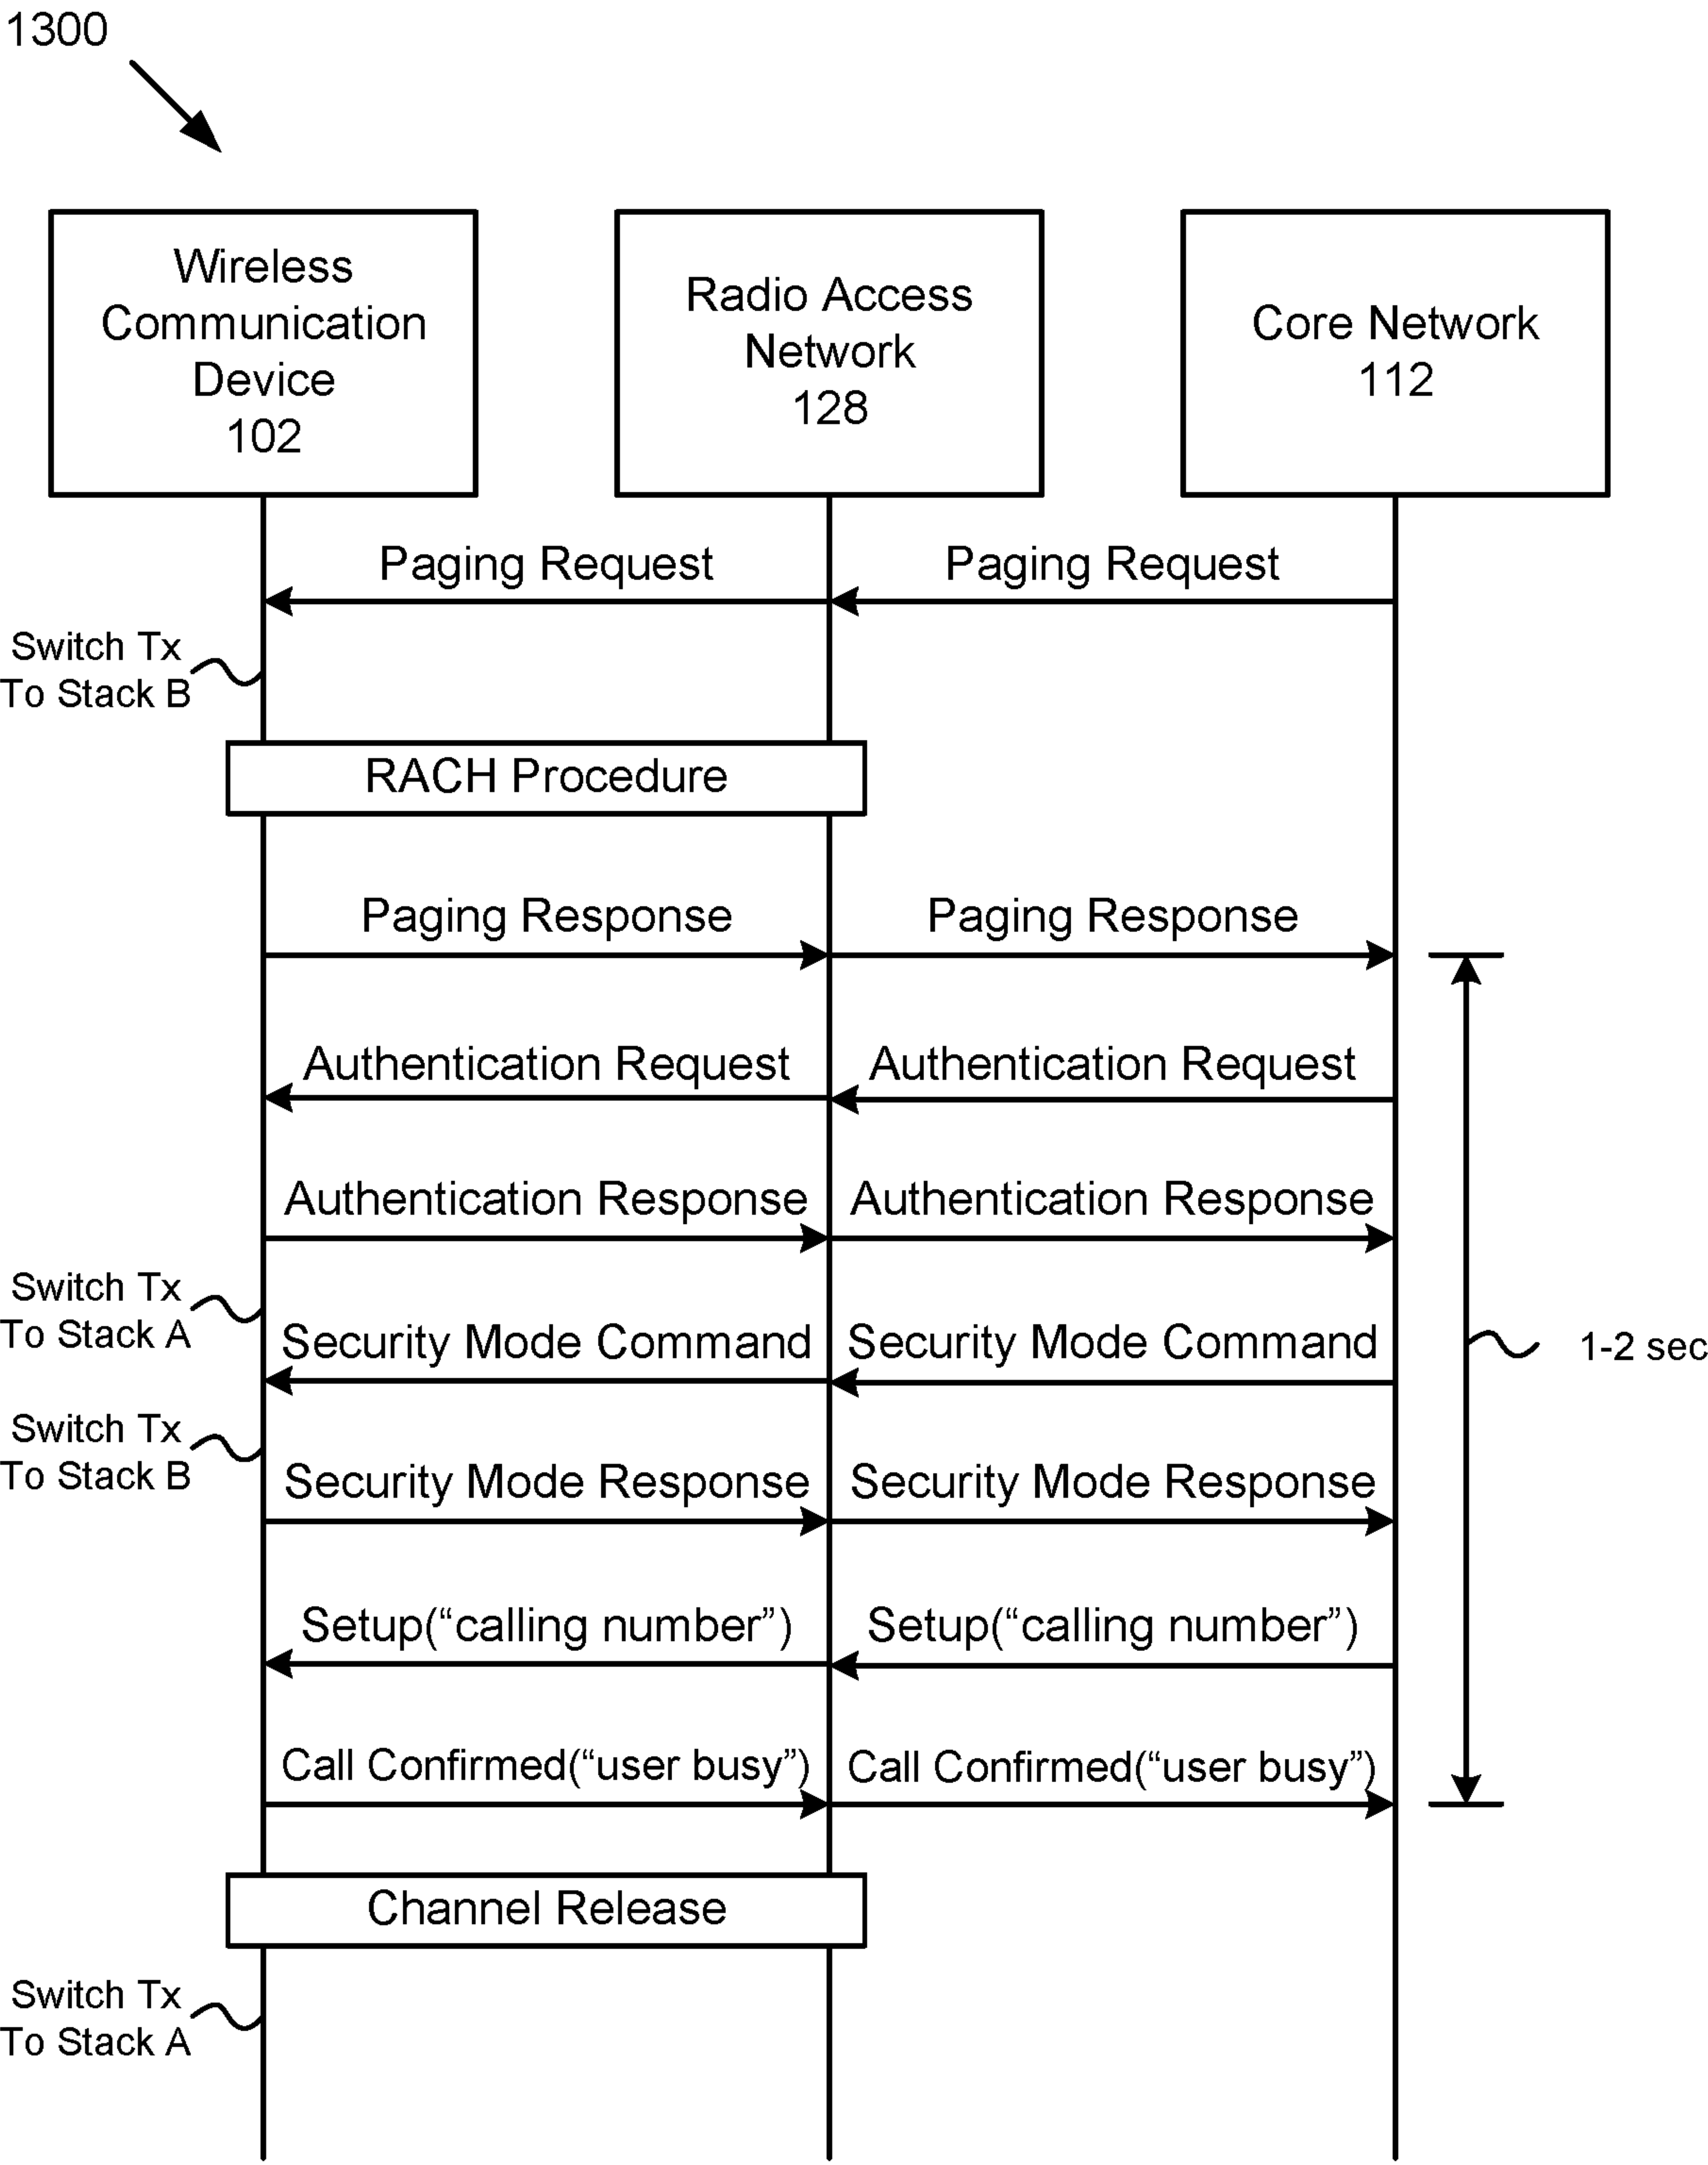 1300
Wireless
Communication
Device
102
Radio Access
Network
128
Core Network
112
Paging Request
Paging Request
Switch Tx
To Stack B
RACH Procedure
Paging Response
Paging Response
Authentication Request
Authentication Request
Authentication Response
Authentication Response
Switch Tx
To Stack A
Security Mode Command
Security Mode Command
1-2 sec
Switch Tx
To Stack B
Security Mode Response
Security Mode Response
Setup(“calling number”)
Setup(“calling number”)
Call Confirmed(“user busy”)
Call Confirmed(“user busy”)
Channel Release
Switch Tx
To Stack A